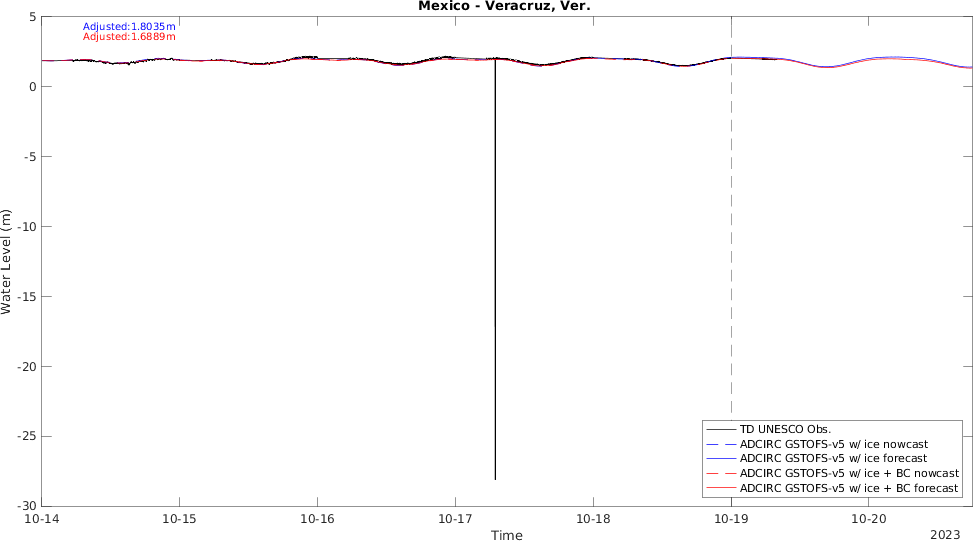 Mexico - Veracruz, Ver.
Adjusted:1.8035m
Adjusted:1.6889m
5
0
-5
-10
-15
-20
-25
-30
Water Level (m)
10-14
10-15
10-16
10-17
10-18
10-19
10-20
Time
2023
TD UNESCO Obs.
ADCIRC GSTOFS-v5 w/ ice nowcast
ADCIRC GSTOFS-v5 w/ ice forecast
ADCIRC GSTOFS-v5 w/ ice + BC nowcast
ADCIRC GSTOFS-v5 w/ ice + BC forecast